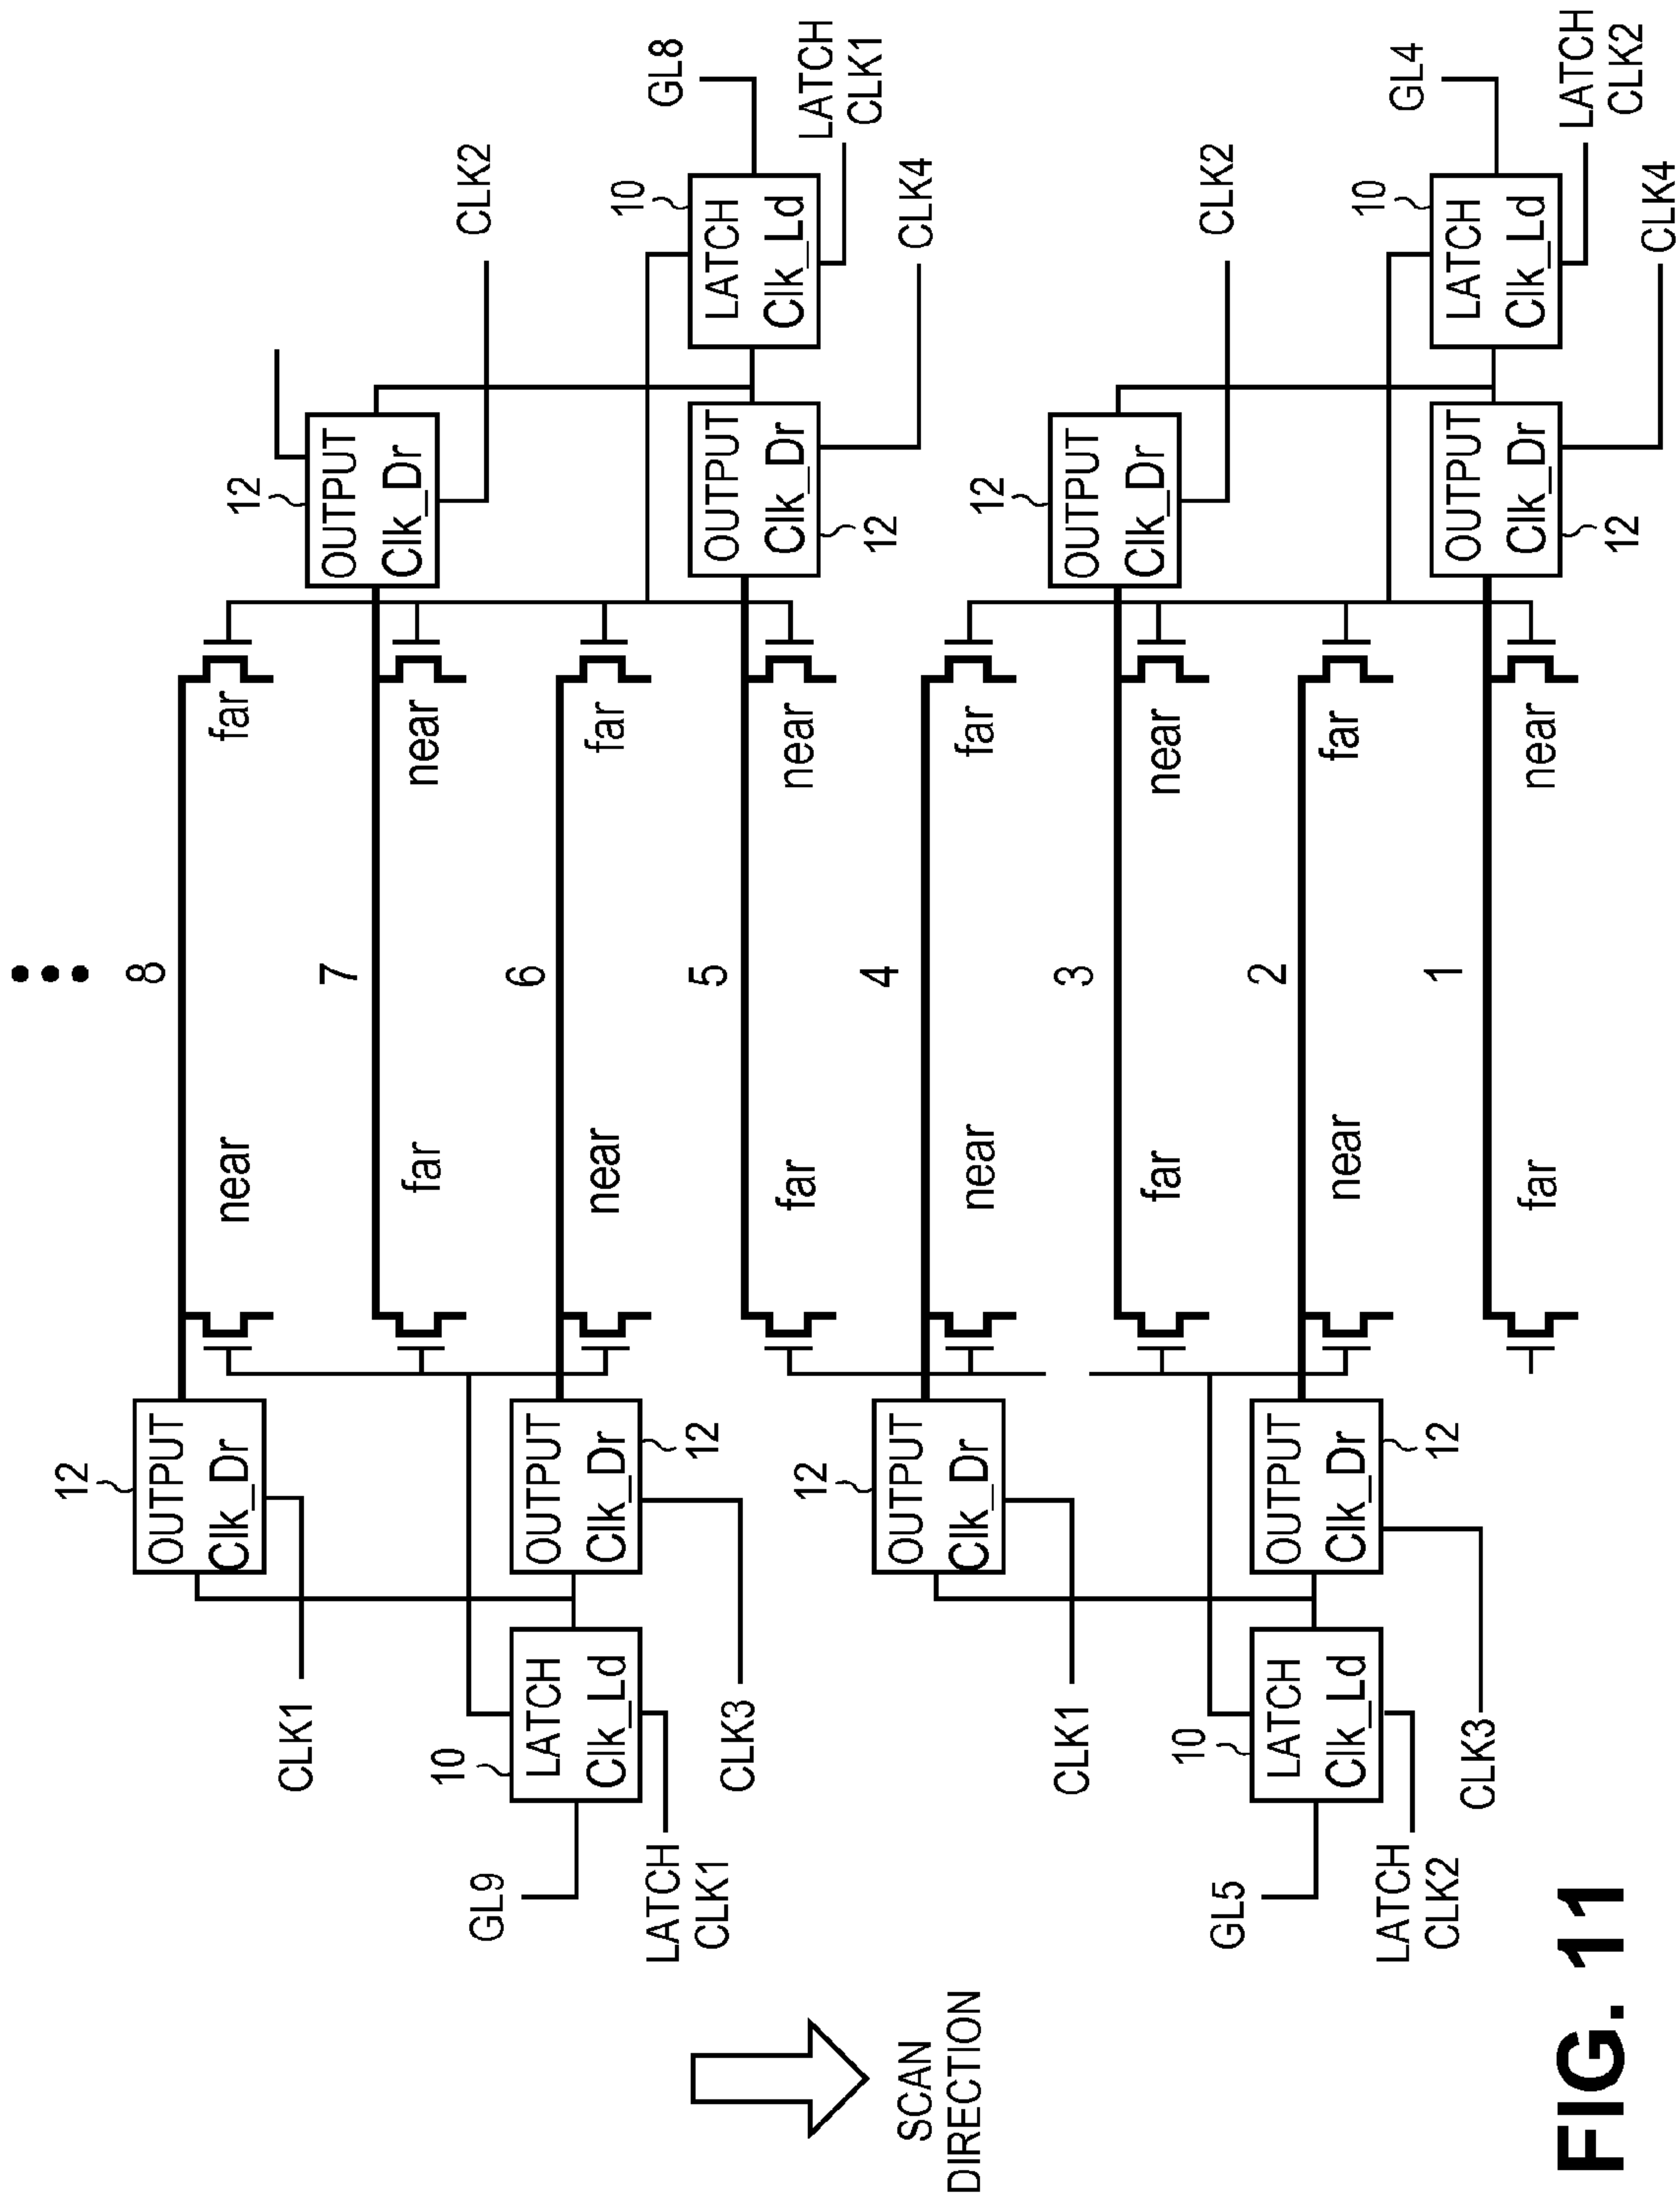 12
8
OUTPUT
Clk_Dr
near
far
12
CLK1
7
OUTPUT
Clk_Dr
far
near
CLK2
10
GL9
LATCH
Clk_Ld
LATCH
CLK1
6
OUTPUT
Clk_Dr
near
far
12
CLK3
10
GL8
5
OUTPUT
Clk_Dr
LATCH
Clk_Ld
far
near
LATCH
CLK1
12
CLK4
SCAN
DIRECTION
12
4
OUTPUT
Clk_Dr
near
far
12
CLK1
3
OUTPUT
Clk_Dr
far
near
CLK2
10
GL5
LATCH
Clk_Ld
LATCH
CLK2
2
OUTPUT
Clk_Dr
near
far
12
CLK3
10
GL4
1
OUTPUT
Clk_Dr
LATCH
Clk_Ld
far
near
LATCH
CLK2
12
CLK4
FIG. 11